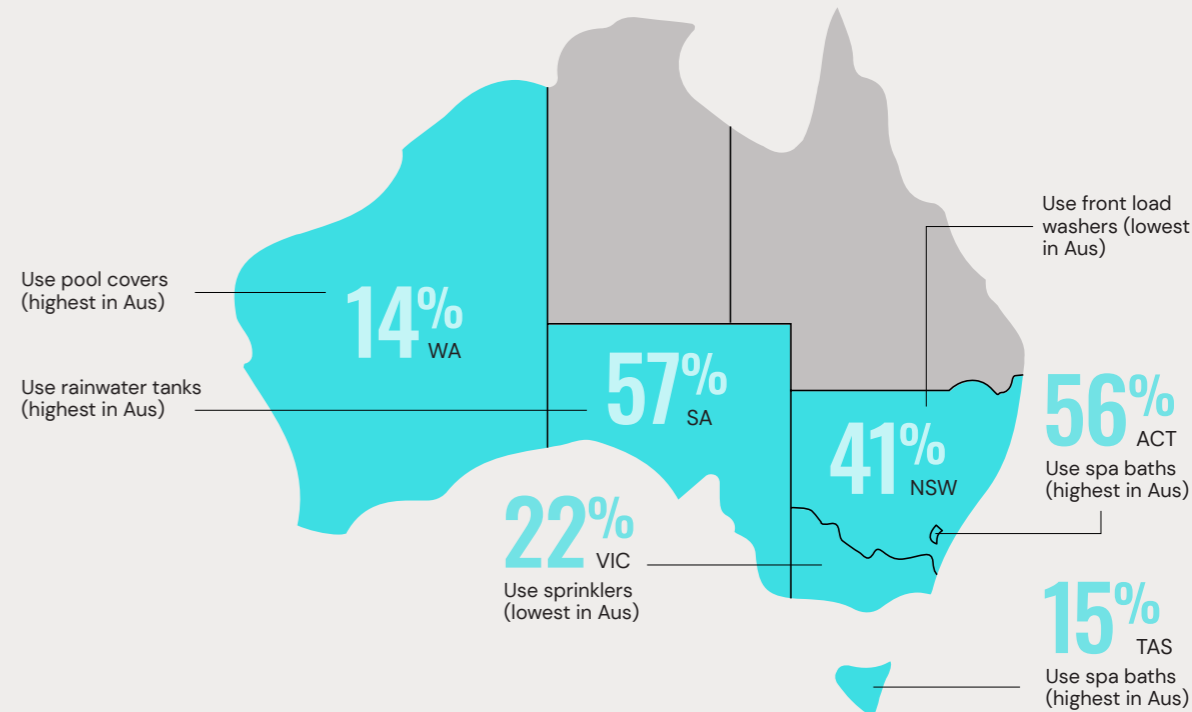 Use pool covers
(highest in Aus)
14%
WA
Use rainwater tanks
(highest in Aus)
57%
SA
Use front load
washers (lowest
in Aus)
41%
NSW
56%
ACT
Use spa baths
(highest in Aus)
22%
VIC
Use sprinklers
(lowest in Aus)
15%
TAS
Use spa baths
(highest in Aus)